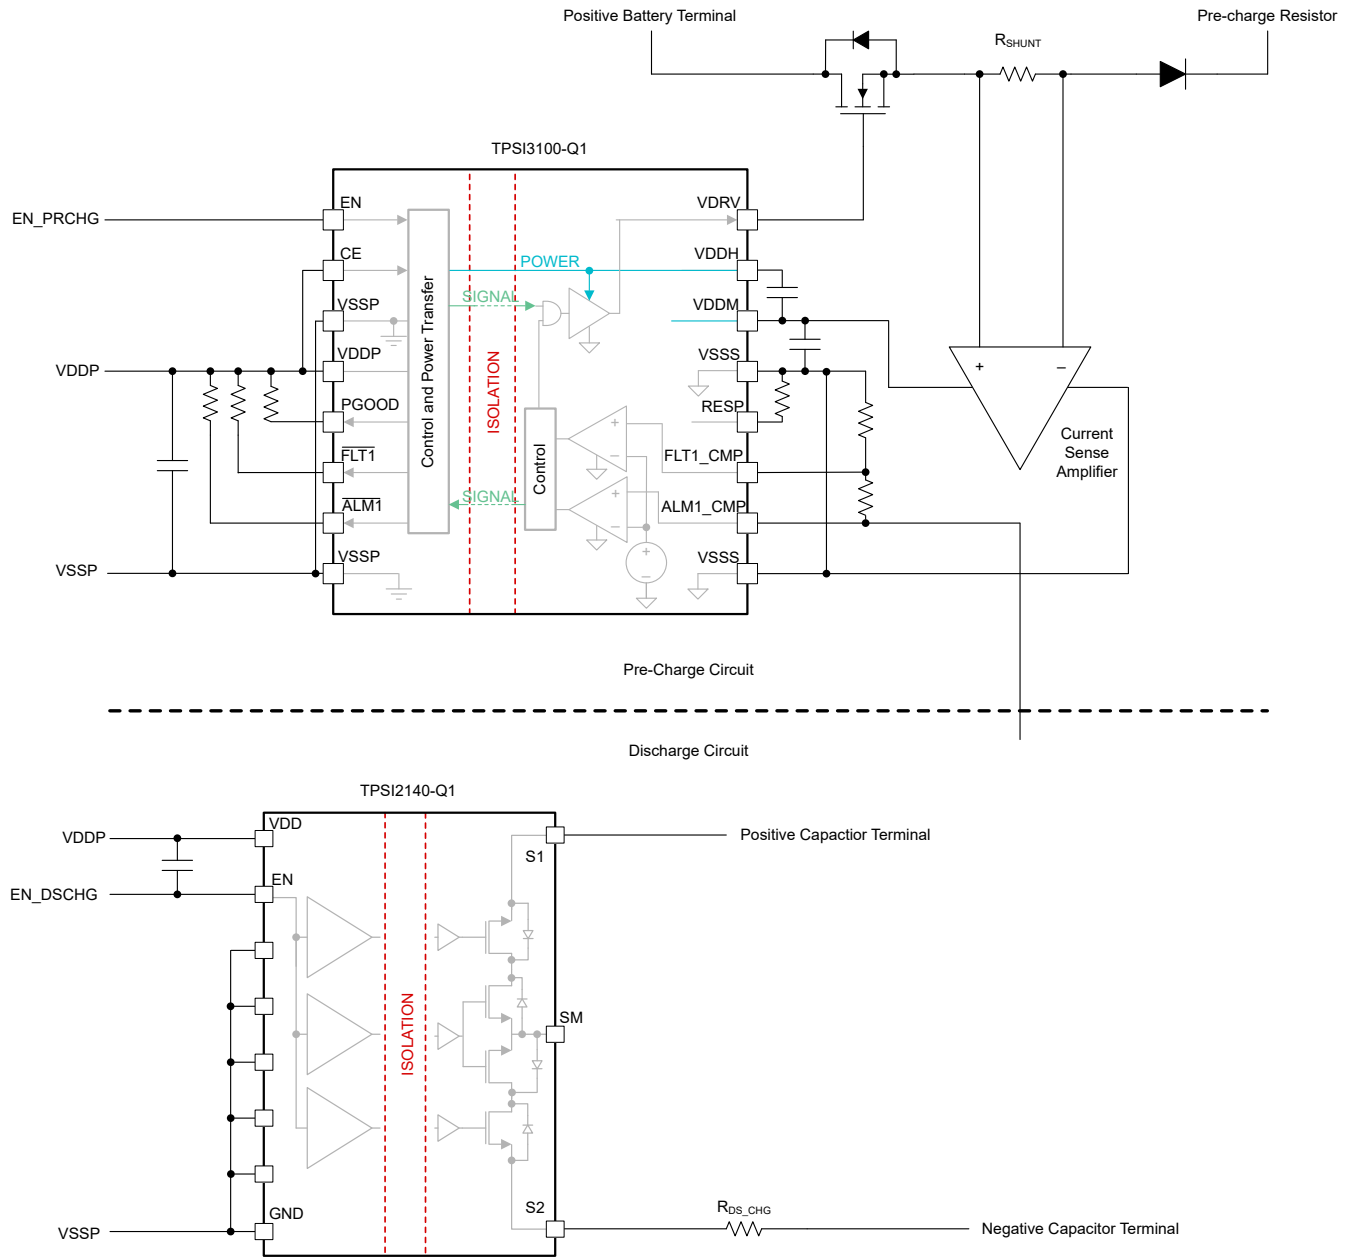 Positive Battery Terminal
Pre-charge Resistor
RSHUNT
TPSI3100-Q1
EN_PRCHG
EN
VDRV
CE
VDDH
POWER
VSSP
SIGNAL
VDDM
VDDP
VDDP
VSSS
PGOOD
RESP
Control and Power Transfer
ISOLATION
Control
FLT1
FLT1_CMP
ALM1
SIGNAL
ALM1_CMP
+
−
+
−
+
−
+
−
Current
Sense
Amplifier
VSSP
VSSP
VSSS
Pre-Charge Circuit
Discharge Circuit
TPSI2140-Q1
VDDP
VDD
S1
Positive Capactior Terminal
EN_DSCHG
EN
ISOLATION
SM
VSSP
GND
S2
RDS_CHG
Negative Capacitor Terminal